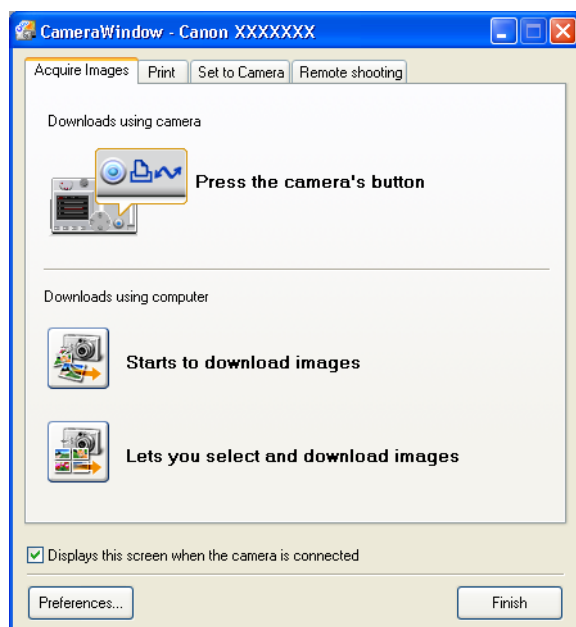 CameraWindow - Canon XXXXXXX
Acquire Images Print Set to Camera Remote shooting
Downloads using camera
Press the camera's button
Downloads using computer
Starts to download images
Lets you select and download images
Displays this screen when the camera is connected
Preferences... Finish